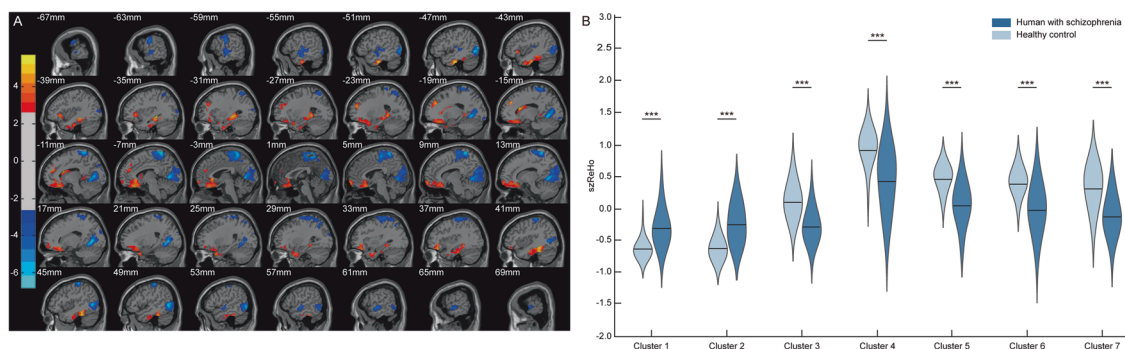 A
-67mm -63mm -59mm -55mm -51mm -47mm -43mm
-39mm -35mm -31mm -27mm -23mm -19mm -15mm
-11mm -7mm -3mm 1mm 5mm 9mm 13mm
17mm 21mm 25mm 29mm 33mm 37mm 41mm
45mm 49mm 53mm 57mm 61mm 65mm 69mm
4
2
0
-2
-4
-6
B
Human with schizophrenia
Healthy control
szReHo
3.0
2.5
2.0
1.5
1.0
0.5
0.0
-0.5
-1.0
-1.5
-2.0
*** *** *** *** *** *** ***
Cluster 1 Cluster 2 Cluster 3 Cluster 4 Cluster 5 Cluster 6 Cluster 7